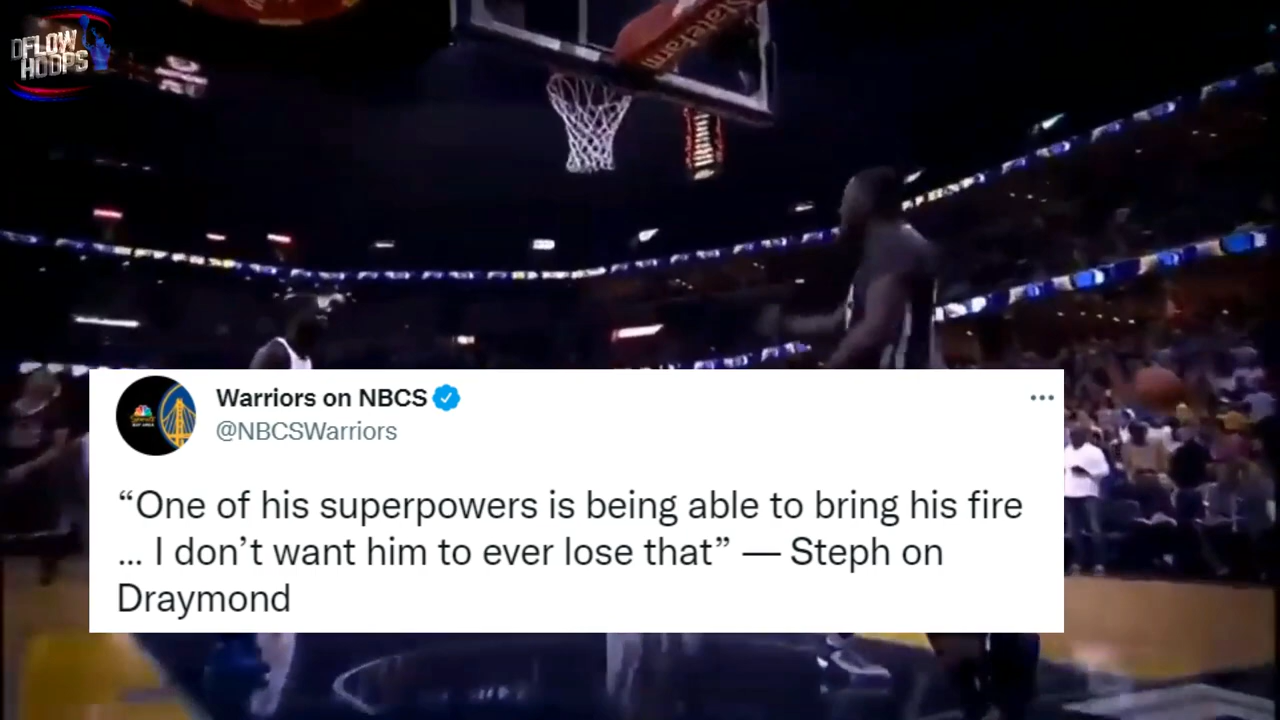 DFLOW
HOOPS
StateFarm
Warriors on NBCS
@NBCSWarriors
“One of his superpowers is being able to bring his fire
... I don’t want him to ever lose that” — Steph on
Draymond